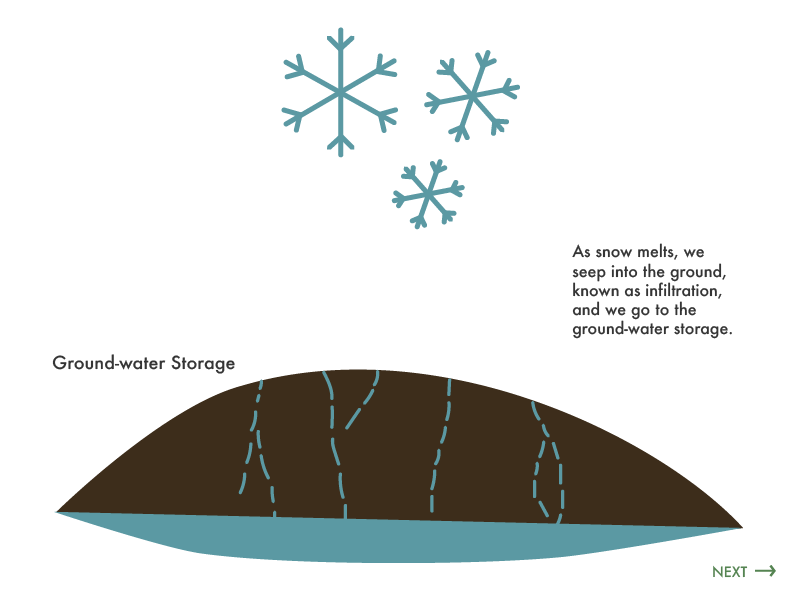 As snow melts, we
seep into the ground,
known as infiltration,
and we go to the
ground-water storage.
Ground-water Storage
NEXT →